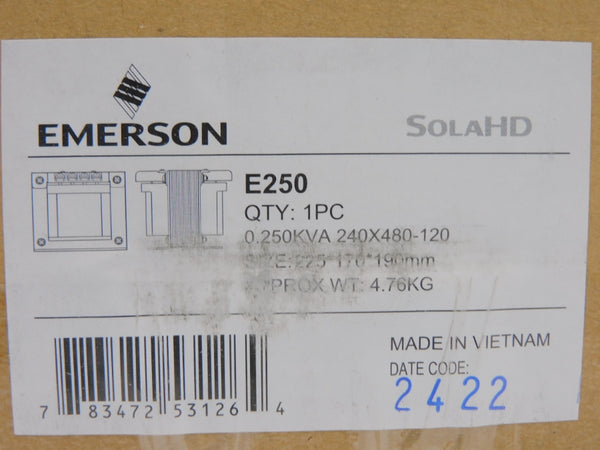 EMERSON
SOLAHD
E250
QTY: 1PC
0.250KVA 240X480-120
SIZE:225*170*190mm
APPROX WT: 4.76KG
MADE IN VIETNAM
DATE CODE:
2422
7 83472 53126 4